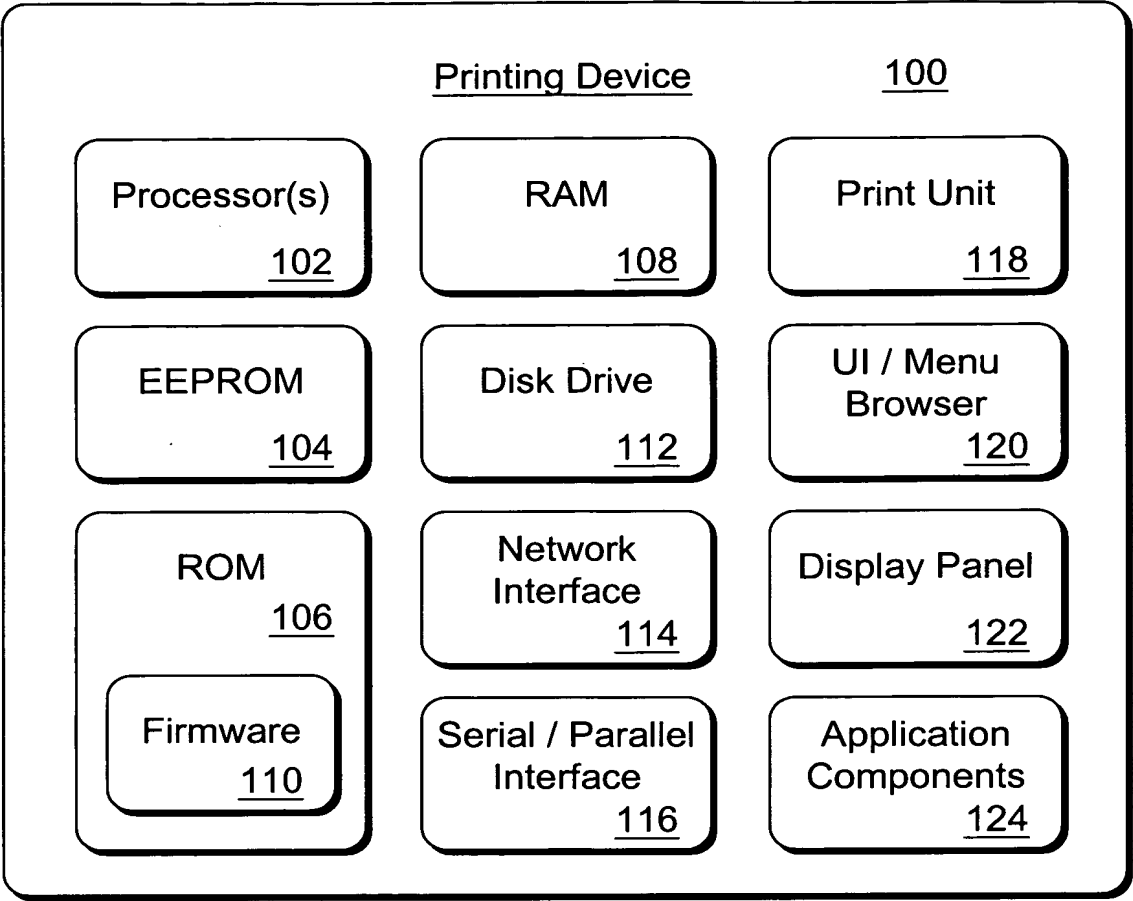 Printing Device 100
Processor(s)
102
RAM
108
Print Unit
118
EEPROM
104
Disk Drive
112
UI / Menu
Browser
120
ROM
106
Firmware
110
Network
Interface
114
Display Panel
122
Serial / Parallel
Interface
116
Application
Components
124